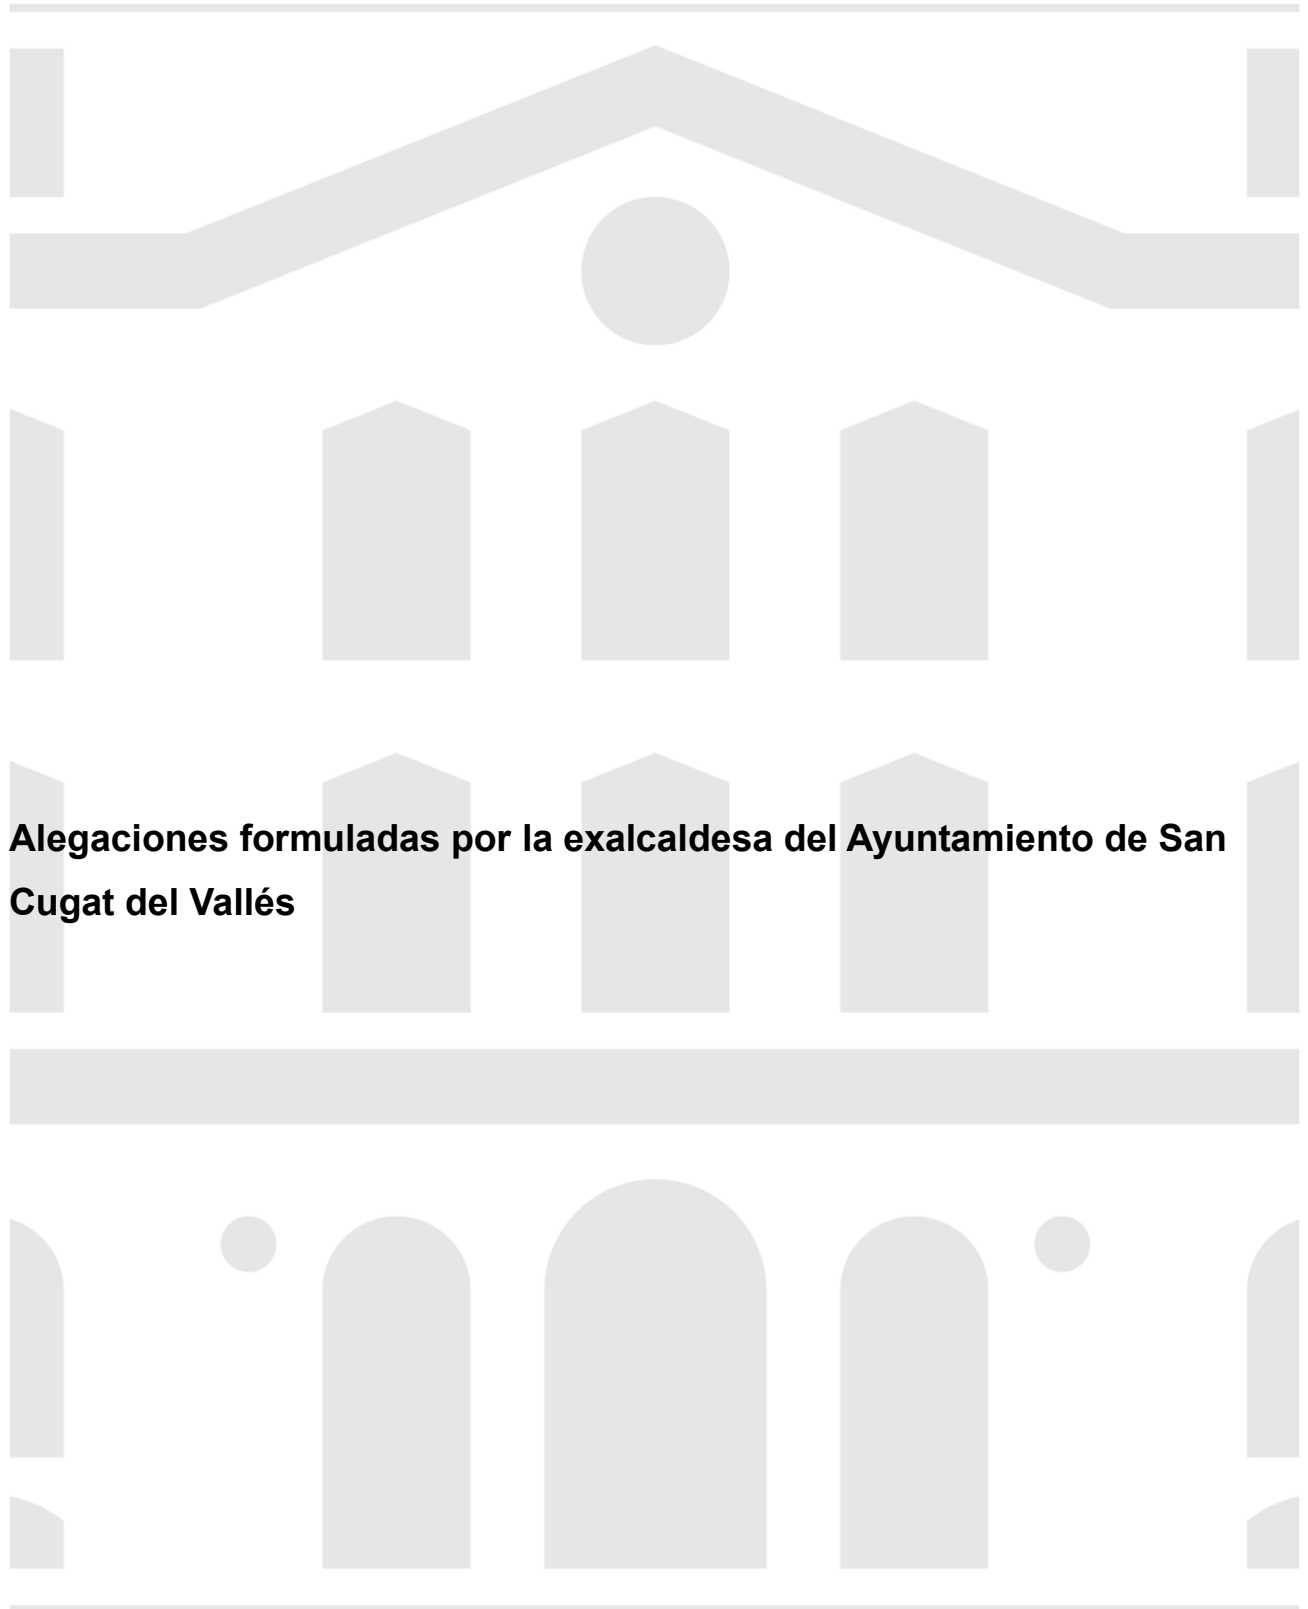 Alegaciones formuladas por la exalcaldesa del Ayuntamiento de San
Cugat del Vallés